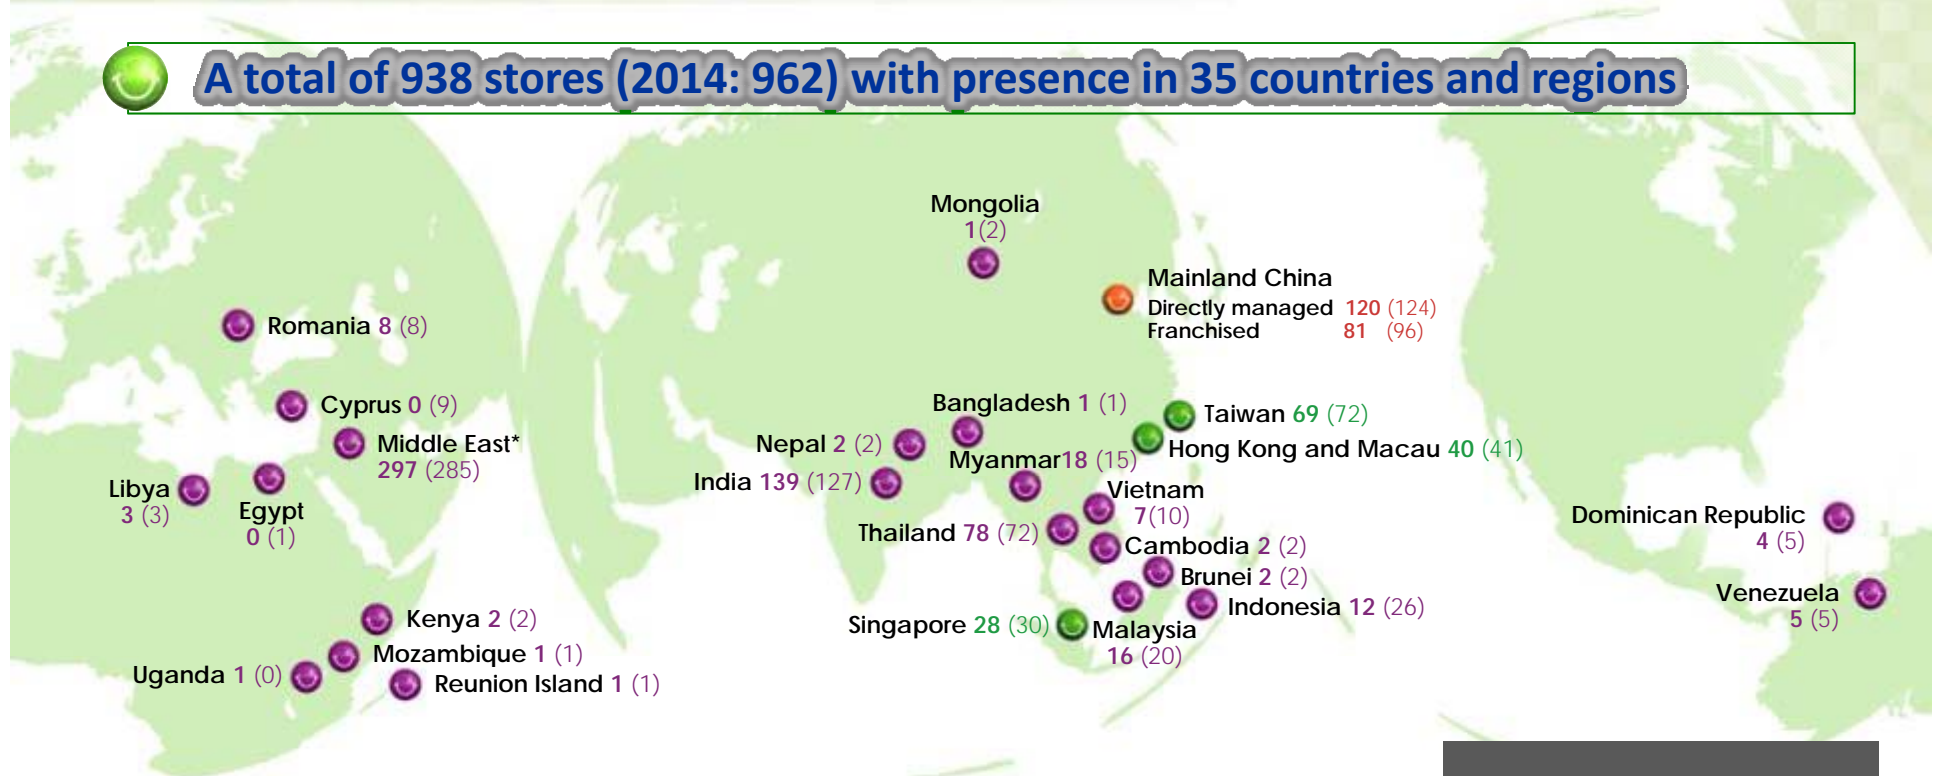 A total of 938 stores (2014: 962) with presence in 35 countries and regions
Mongolia
1(2)
Mainland China
Directly managed 120 (124)
Franchised 81 (96)
Romania 8 (8)
Cyprus 0 (9)
Middle East*
297 (285)
Libya
3 (3)
Egypt
0 (1)
Bangladesh 1 (1)
Taiwan 69 (72)
Nepal 2 (2)
Hong Kong and Macau 40 (41)
Myanmar18 (15)
India 139 (127)
Vietnam
7(10)
Thailand 78 (72)
Cambodia 2 (2)
Brunei 2 (2)
Indonesia 12 (26)
Singapore 28 (30)
Malaysia
16 (20)
Dominican Republic
4 (5)
Venezuela
5 (5)
Kenya 2 (2)
Mozambique 1 (1)
Uganda 1 (0)
Reunion Island 1 (1)